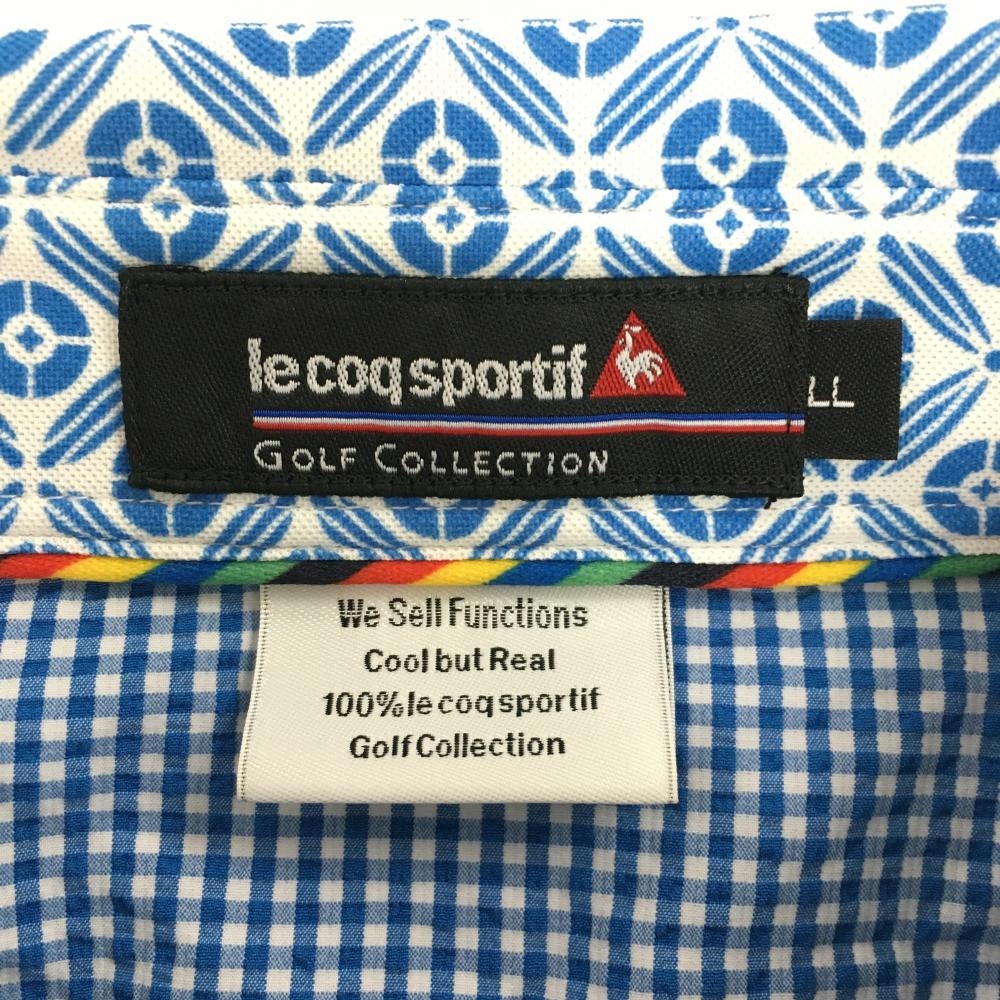 le coq sportif
GOLF COLLECTION
LL
We Sell Functions
Cool but Real
100% le coq sportif
Golf Collection